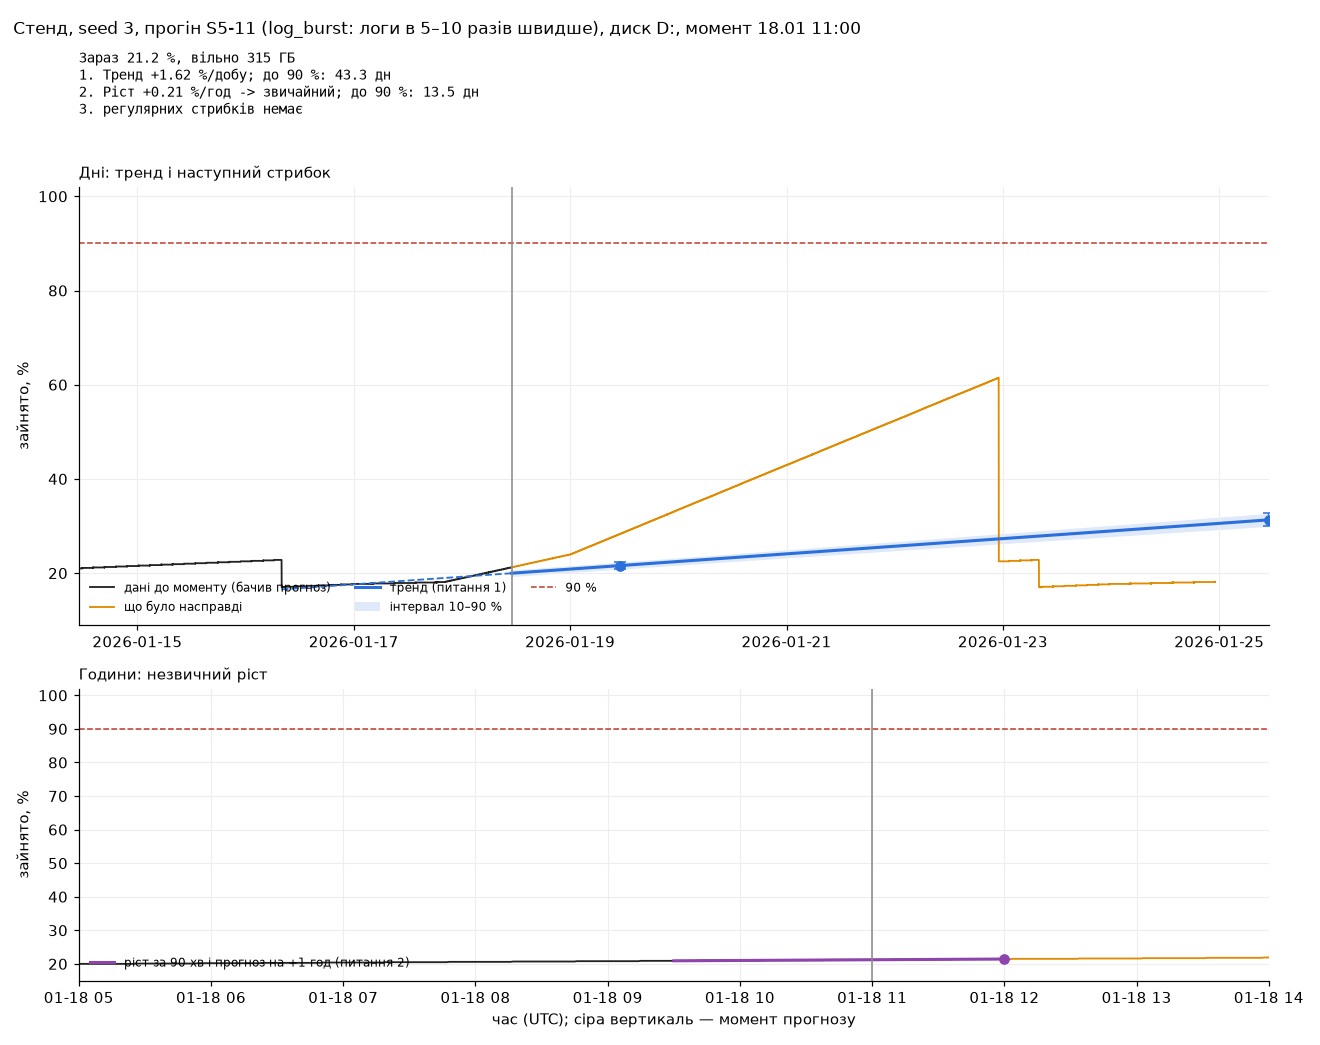 Стенд, seed 3, прогін S5-11 (log_burst: логи в 5–10 разів швидше), диск D:, момент 18.01 11:00
Зараз 21.2 %, вільно 315 ГБ
1. Тренд +1.62 %/добу; до 90 %: 43.3 дн
2. Ріст +0.21 %/год -> звичайний; до 90 %: 13.5 дн
3. регулярних стрибків немає
Дні: тренд і наступний стрибок
100
80
60
40
20
зайнято, %
дані до моменту (бачив прогноз)
тренд (питання 1)
90 %
що було насправді
інтервал 10–90 %
2026-01-15
2026-01-17
2026-01-19
2026-01-21
2026-01-23
2026-01-25
Години: незвичний ріст
100
90
80
70
60
50
40
30
20
зайнято, %
ріст за 90 хв і прогноз на +1 год (питання 2)
01-18 05
01-18 06
01-18 07
01-18 08
01-18 09
01-18 10
01-18 11
01-18 12
01-18 13
01-18 14
час (UTC); сіра вертикаль — момент прогнозу